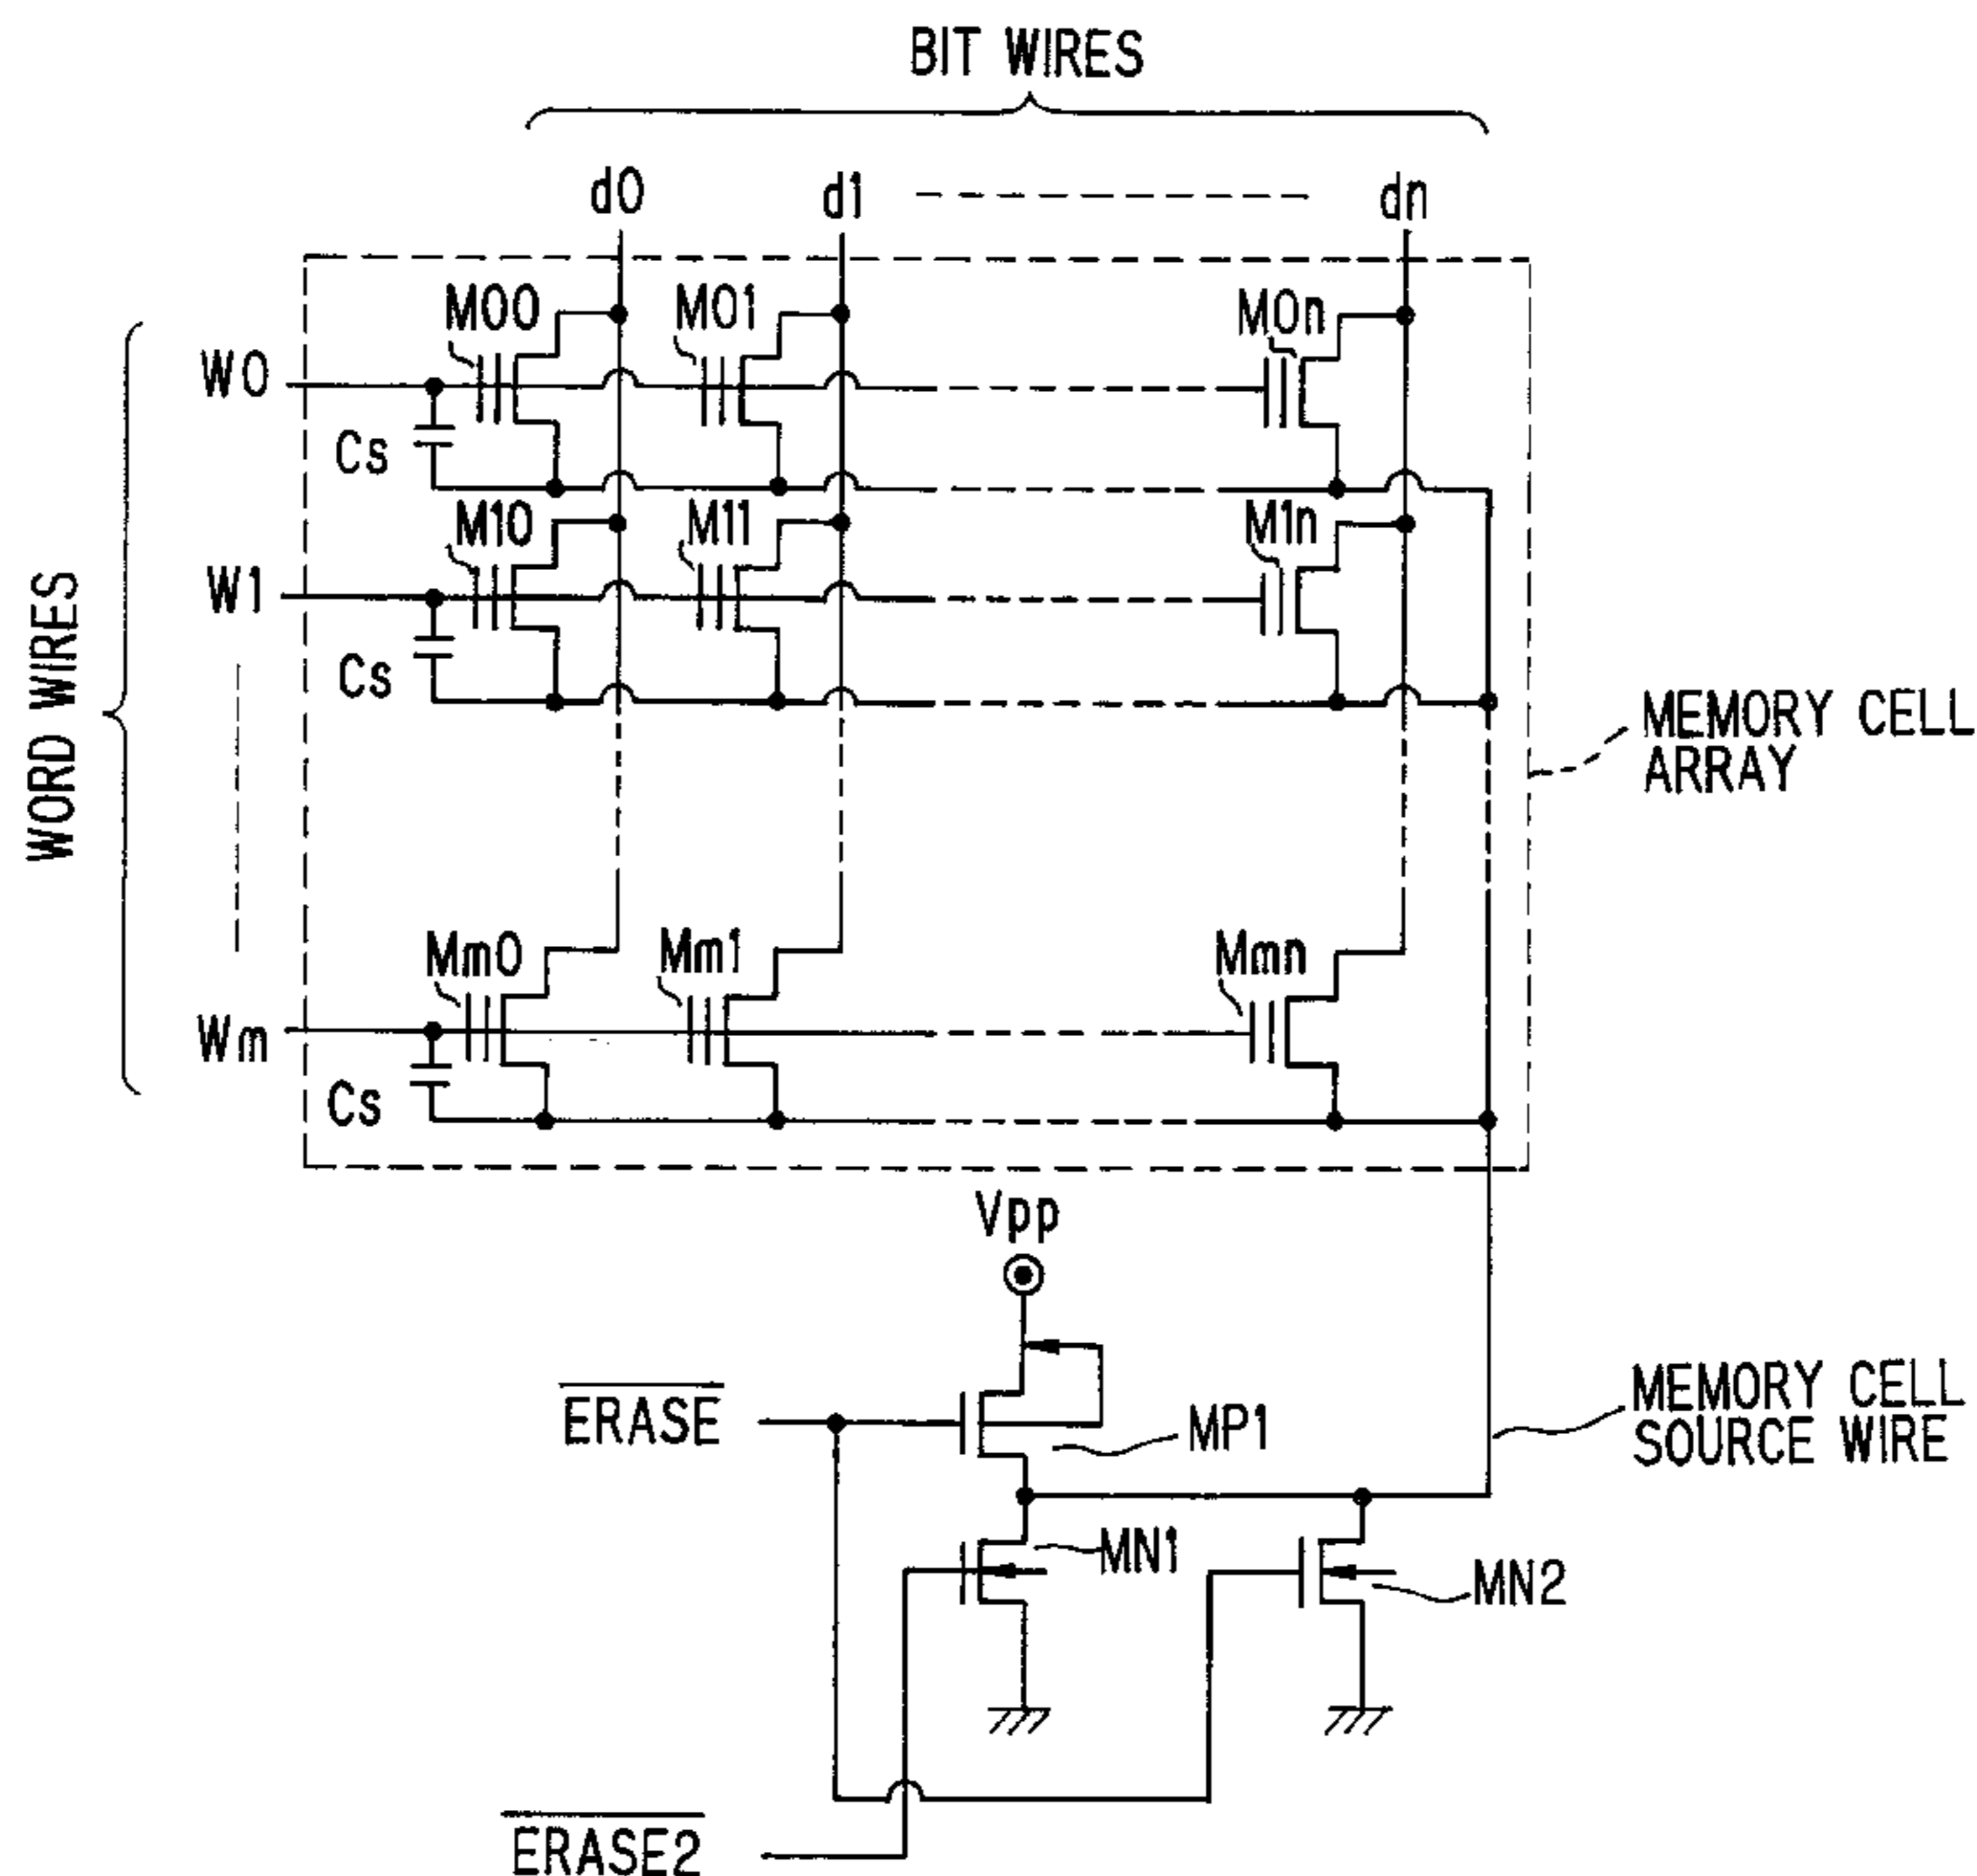 BIT WIRES
d0
d1
dn
M00
M01
M0n
W0
Cs
M10
M11
M1n
W1
Cs
WORD WIRES
MEMORY CELL
ARRAY
Mm0
Mm1
Mmn
Wm
Cs
Vpp
ERASE
MP1
MEMORY CELL
SOURCE WIRE
MN1
MN2
ERASE2